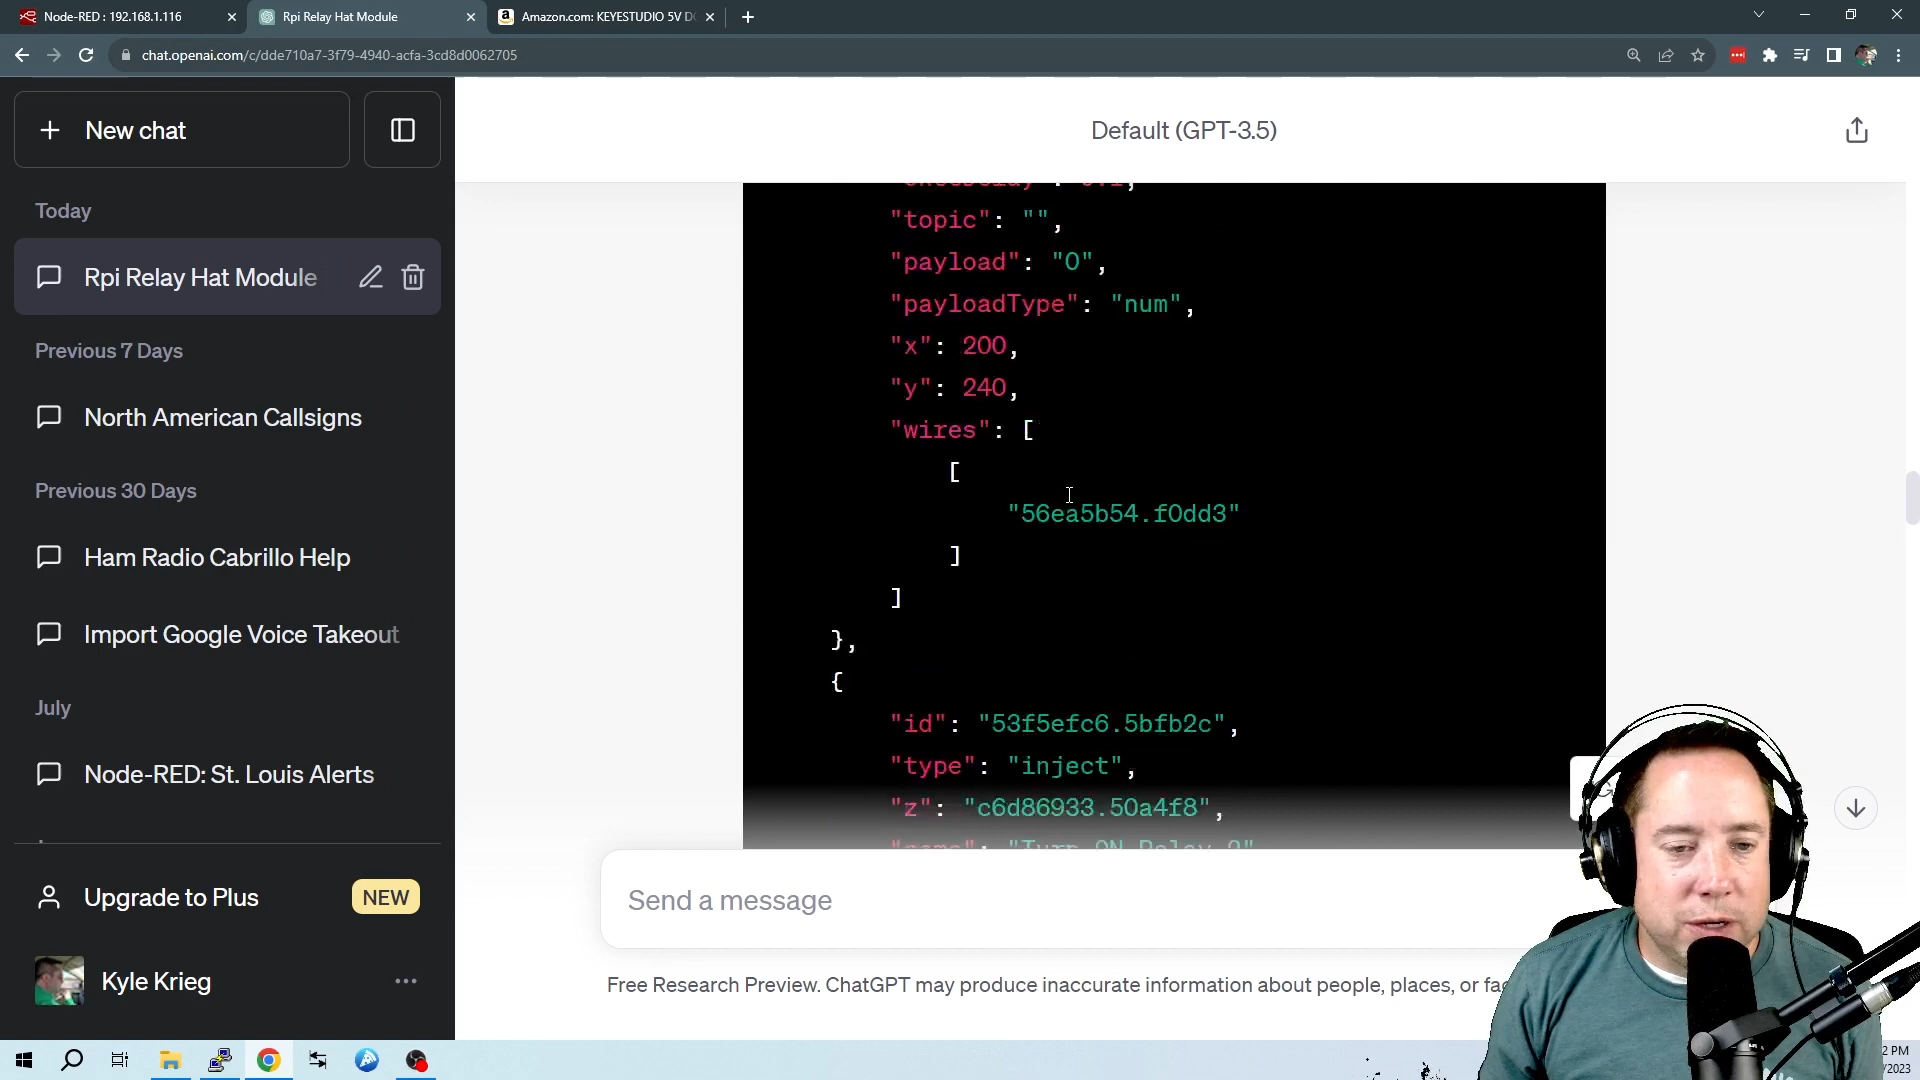 Node-RED : 192.168.1.116
Rpi Relay Hat Module
Amazon.com: KEYESTUDIO 5V DC
chat.openai.com/c/dde710a7-3f79-4940-acfa-3cd8d0062705
New chat
Default (GPT-3.5)
Today
Rpi Relay Hat Module
Previous 7 Days
North American Callsigns
Previous 30 Days
Ham Radio Cabrillo Help
Import Google Voice Takeout
July
Node-RED: St. Louis Alerts
Upgrade to Plus
NEW
Kyle Krieg
"topic": "",
"payload": "0",
"payloadType": "num",
"x": 200,
"y": 240,
"wires": [
[
"56ea5b54.f0dd3"
]
]
},
{
"id": "53f5efc6.5bfb2c",
"type": "inject",
"z": "c6d86933.50a4f8",
Send a message
Free Research Preview. ChatGPT may produce inaccurate information about people, places, or
2 PM
/2023